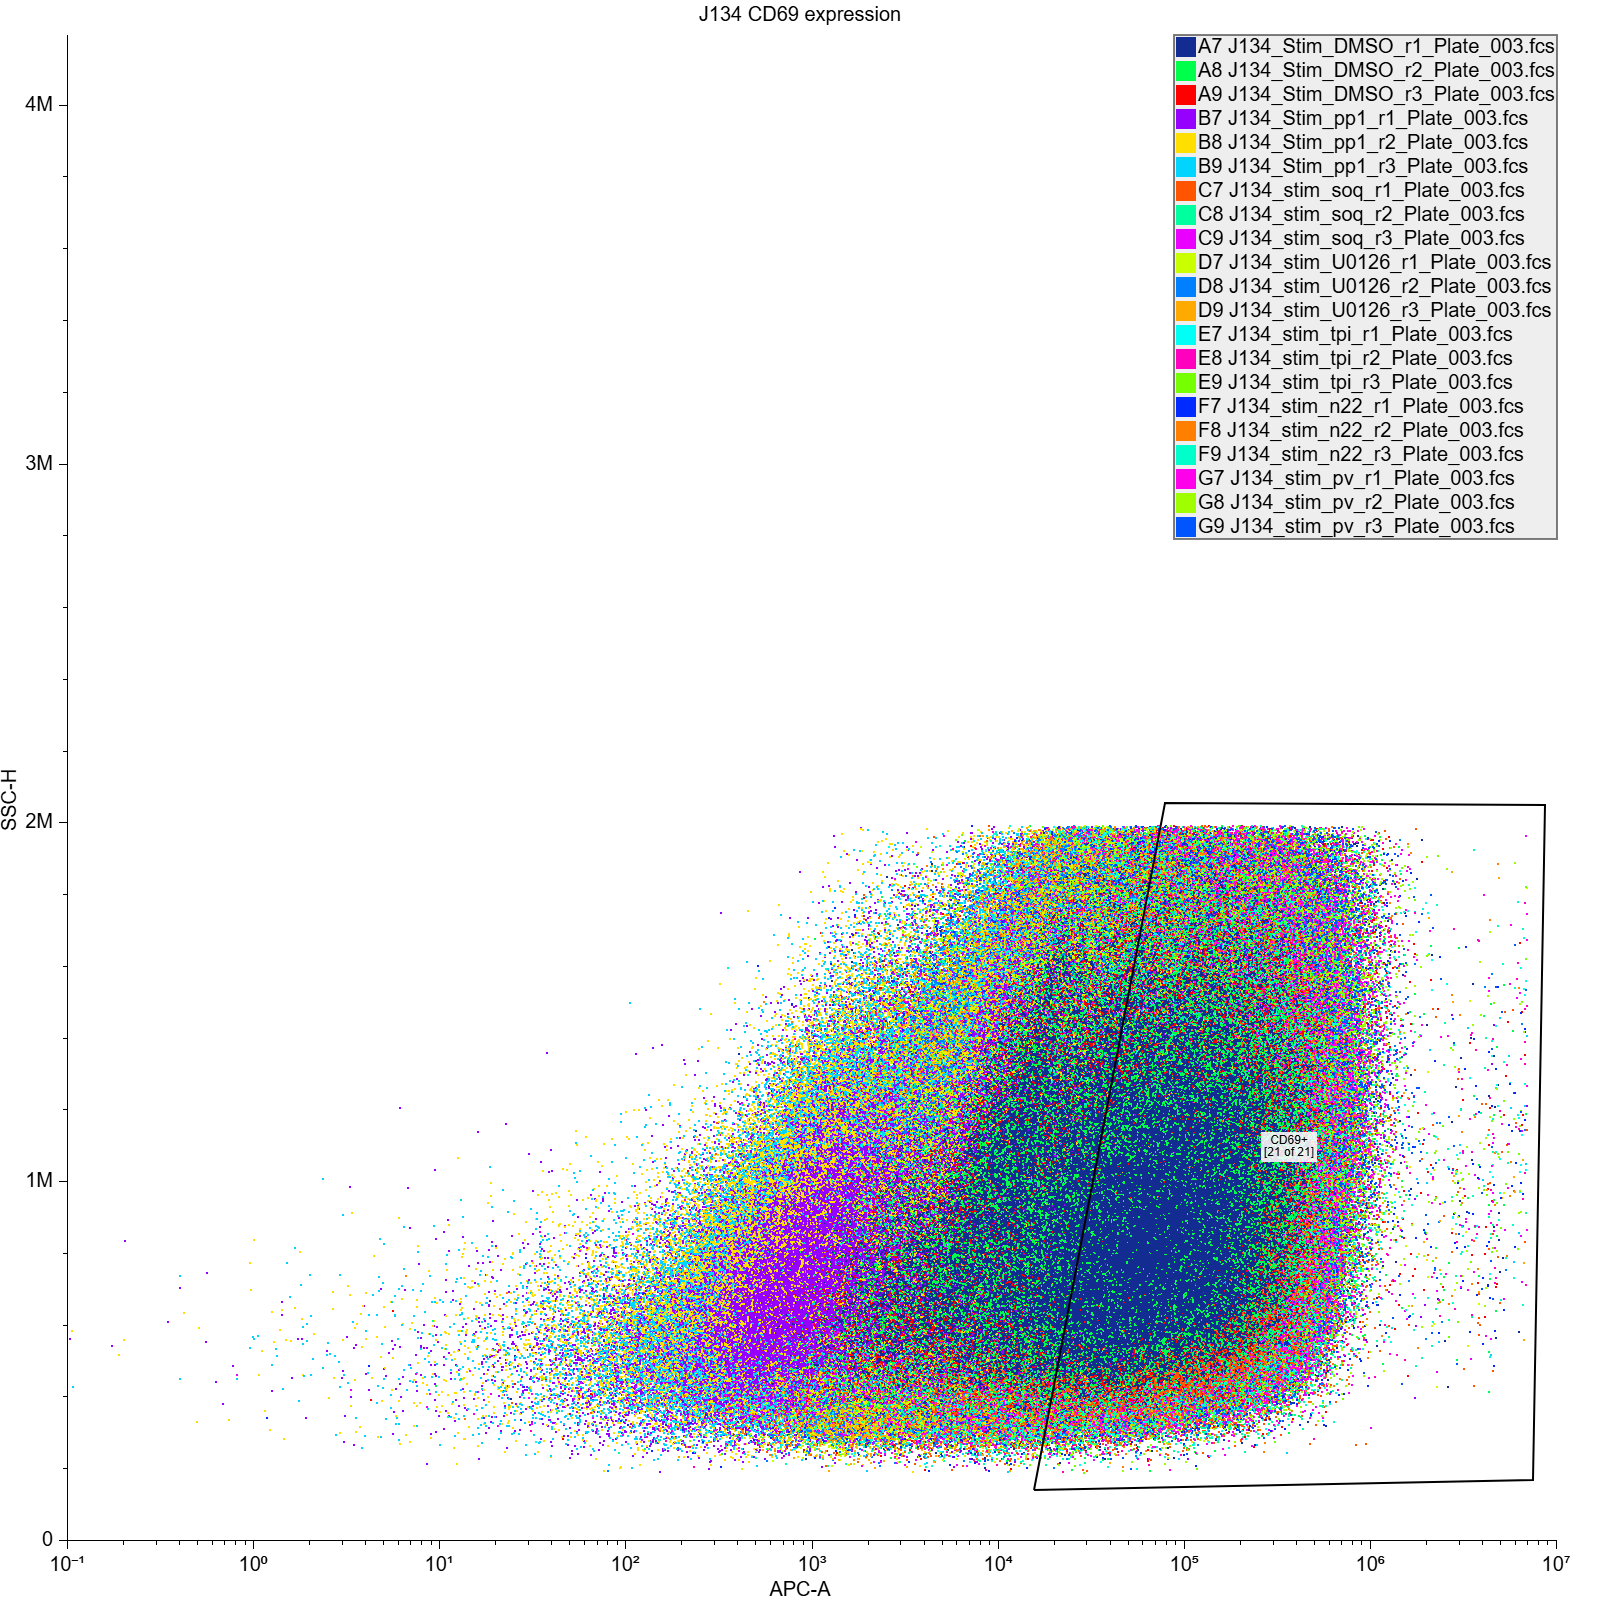 J134 CD69 expression
A7 J134_Stim_DMSO_r1_Plate_003.fcs
A8 J134_Stim_DMSO_r2_Plate_003.fcs
A9 J134_Stim_DMSO_r3_Plate_003.fcs
B7 J134_Stim_pp1_r1_Plate_003.fcs
B8 J134_Stim_pp1_r2_Plate_003.fcs
B9 J134_Stim_pp1_r3_Plate_003.fcs
C7 J134_stim_soq_r1_Plate_003.fcs
C8 J134_stim_soq_r2_Plate_003.fcs
C9 J134_stim_soq_r3_Plate_003.fcs
D7 J134_stim_U0126_r1_Plate_003.fcs
D8 J134_stim_U0126_r2_Plate_003.fcs
D9 J134_stim_U0126_r3_Plate_003.fcs
E7 J134_stim_tpi_r1_Plate_003.fcs
E8 J134_stim_tpi_r2_Plate_003.fcs
E9 J134_stim_tpi_r3_Plate_003.fcs
F7 J134_stim_n22_r1_Plate_003.fcs
F8 J134_stim_n22_r2_Plate_003.fcs
F9 J134_stim_n22_r3_Plate_003.fcs
G7 J134_stim_pv_r1_Plate_003.fcs
G8 J134_stim_pv_r2_Plate_003.fcs
G9 J134_stim_pv_r3_Plate_003.fcs
4M
3M
2M
1M
0
SSC-H
CD69+
[21 of 21]
10⁻¹ 10⁰ 10¹ 10² 10³ 10⁴ 10⁵ 10⁶ 10⁷
APC-A